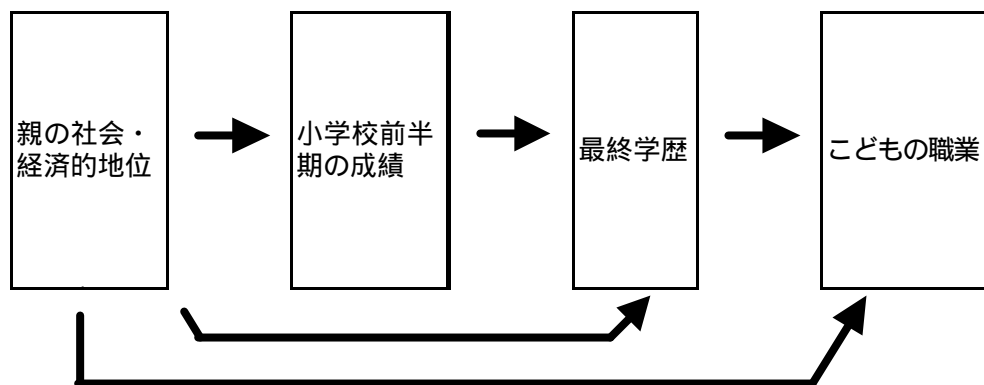 親の社会・
経済的地位
小学校前半
期の成績
最終学歴
こどもの職業